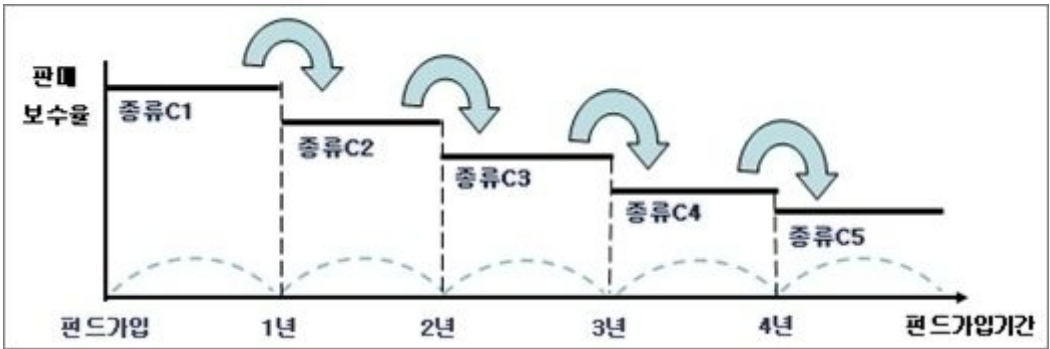 판매
보수율
종류C1
종류C2
종류C3
종류C4
종류C5
펀드가입
1년
2년
3년
4년
펀드가입기간